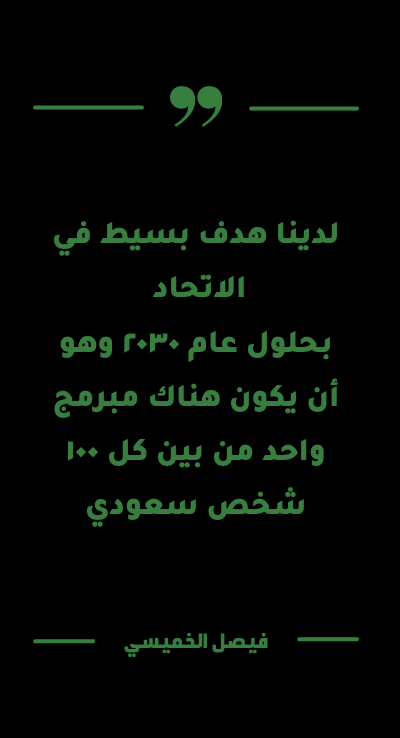 ❞
لدينا هدف بسيط في
الاتحاد
بحلول عام ٢٠٣٠ وهو
أن يكون هناك مبرمج
واحد من بين كل ١٠٠
شخص سعودي
فيصل الخميسي